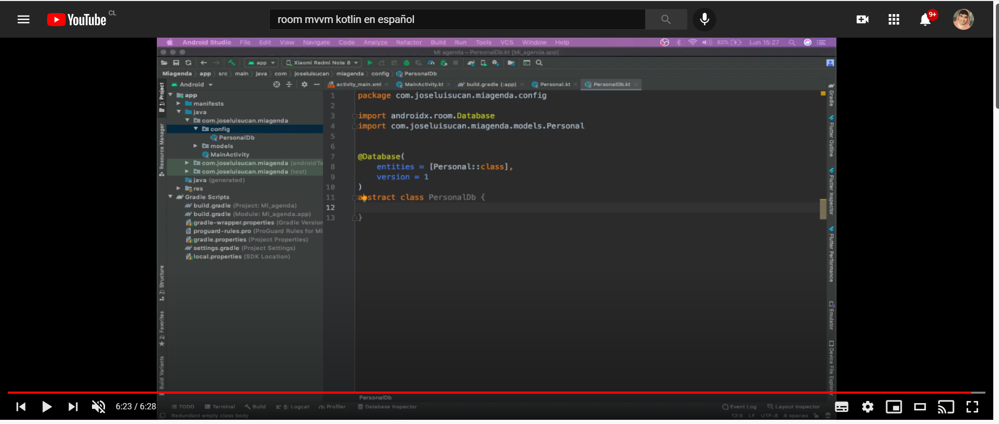 YouTube CL
room mvvm kotlin en español
9+
Android Studio File Edit View Navigate Code Analyze Refactor Build Run Tools VCS Window Help
82% Lun 15:27
Mi agenda – PersonalDb.kt [Mi_agenda.app]
app Xiaomi Redmi Note 8
Miagenda app src main java com joseluisucan miagenda config PersonalDb
Android
activity_main.xml MainActivity.kt build.gradle (:app) Personal.kt PersonalDb.kt
1: Project
Resource Manager
Z: Structure
2: Favorites
Build Variants
app
manifests
java
com.joseluisucan.miagenda
config
PersonalDb
models
MainActivity
com.joseluisucan.miagenda (androidTe
com.joseluisucan.miagenda (test)
java (generated)
res
Gradle Scripts
build.gradle (Project: Mi_agenda)
build.gradle (Module: Mi_agenda.app)
gradle-wrapper.properties (Gradle Version
proguard-rules.pro (ProGuard Rules for Mi
gradle.properties (Project Properties)
settings.gradle (Project Settings)
local.properties (SDK Location)
1 package com.joseluisucan.miagenda.config
2
3 import androidx.room.Database
4 import com.joseluisucan.miagenda.models.Personal
5
6
7 @Database(
8 entities = [Personal::class],
9 version = 1
10 )
11 abstract class PersonalDb {
12
13 }
Gradle
Flutter Outline
Flutter Inspector
Flutter Performance
Emulator
Device File Explorer
PersonalDb
TODO Terminal Build 6: Logcat Profiler Database Inspector Event Log Layout Inspector
Redundant empty class body 12:5 LF UTF-8 4 spaces
6:23 / 6:28